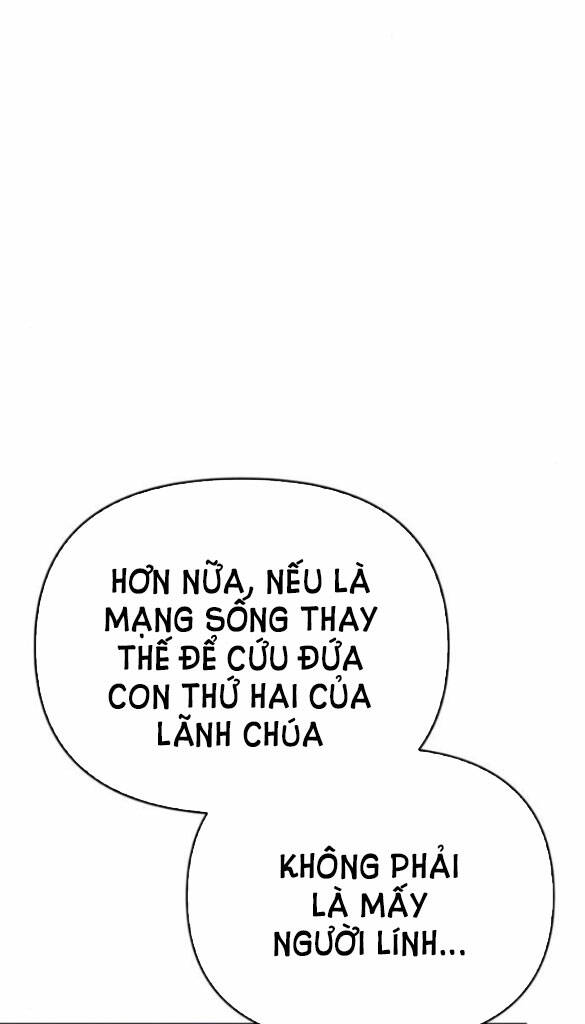 HƠN NỮA, NẾU LÀ
MẠNG SỐNG THAY
THẾ ĐỂ CỨU ĐỨA
CON THỨ HAI CỦA
LÃNH CHÚA
KHÔNG PHẢI
LÀ MẤY
NGƯỜI LÍNH...